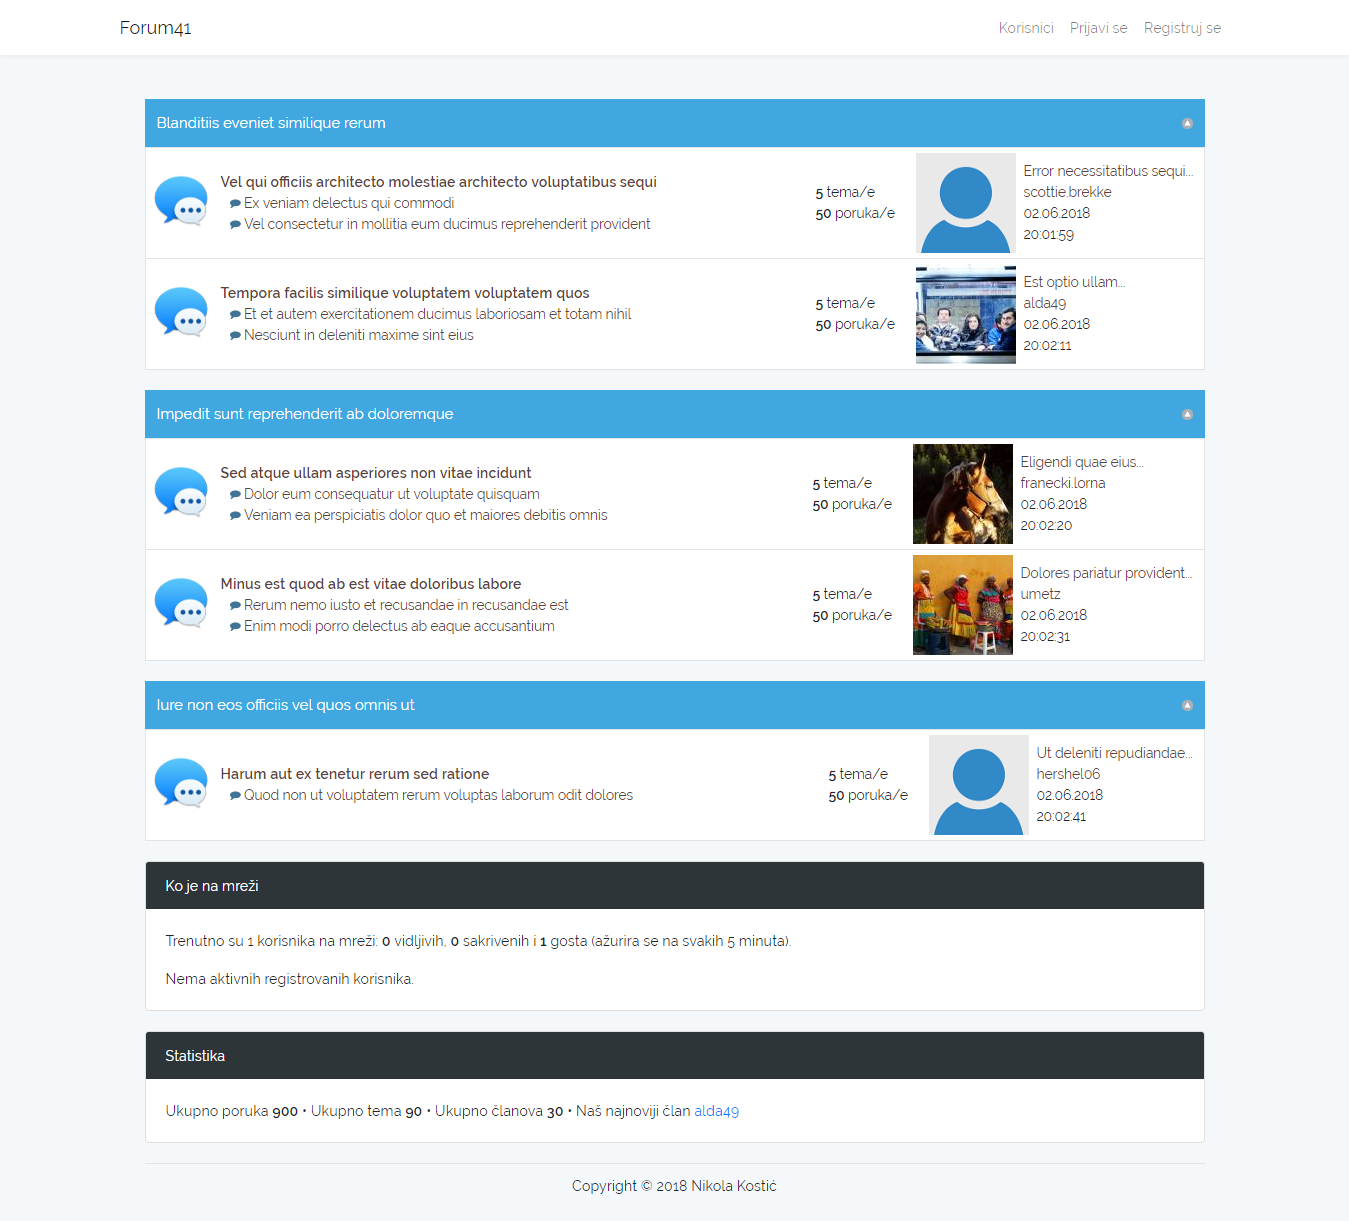 Forum41
Korisnici Prijavi se Registruj se
Blanditiis eveniet similique rerum
Vel qui officiis architecto molestiae architecto voluptatibus sequi
Ex veniam delectus qui commodi
Vel consectetur in mollitia eum ducimus reprehenderit provident
5 tema/e
50 poruka/e
Error necessitatibus sequi...
scottie.brekke
02.06.2018
20:01:59
Tempora facilis similique voluptatem voluptatem quos
Et et autem exercitationem ducimus laboriosam et totam nihil
Nesciunt in deleniti maxime sint eius
5 tema/e
50 poruka/e
Est optio ullam...
alda49
02.06.2018
20:02:11
Impedit sunt reprehenderit ab doloremque
Sed atque ullam asperiores non vitae incidunt
Dolor eum consequatur ut voluptate quisquam
Veniam ea perspiciatis dolor quo et maiores debitis omnis
5 tema/e
50 poruka/e
Eligendi quae eius...
franecki.lorna
02.06.2018
20:02:20
Minus est quod ab est vitae doloribus labore
Rerum nemo iusto et recusandae in recusandae est
Enim modi porro delectus ab eaque accusantium
5 tema/e
50 poruka/e
Dolores pariatur provident...
umetz
02.06.2018
20:02:31
Iure non eos officiis vel quos omnis ut
Harum aut ex tenetur rerum sed ratione
Quod non ut voluptatem rerum voluptas laborum odit dolores
5 tema/e
50 poruka/e
Ut deleniti repudiandae...
hershel06
02.06.2018
20:02:41
Ko je na mreži
Trenutno su 1 korisnika na mreži: 0 vidljivih, 0 sakrivenih i 1 gosta (ažurira se na svakih 5 minuta).
Nema aktivnih registrovanih korisnika.
Statistika
Ukupno poruka 900 • Ukupno tema 90 • Ukupno članova 30 • Naš najnoviji član alda49
Copyright © 2018 Nikola Kostić